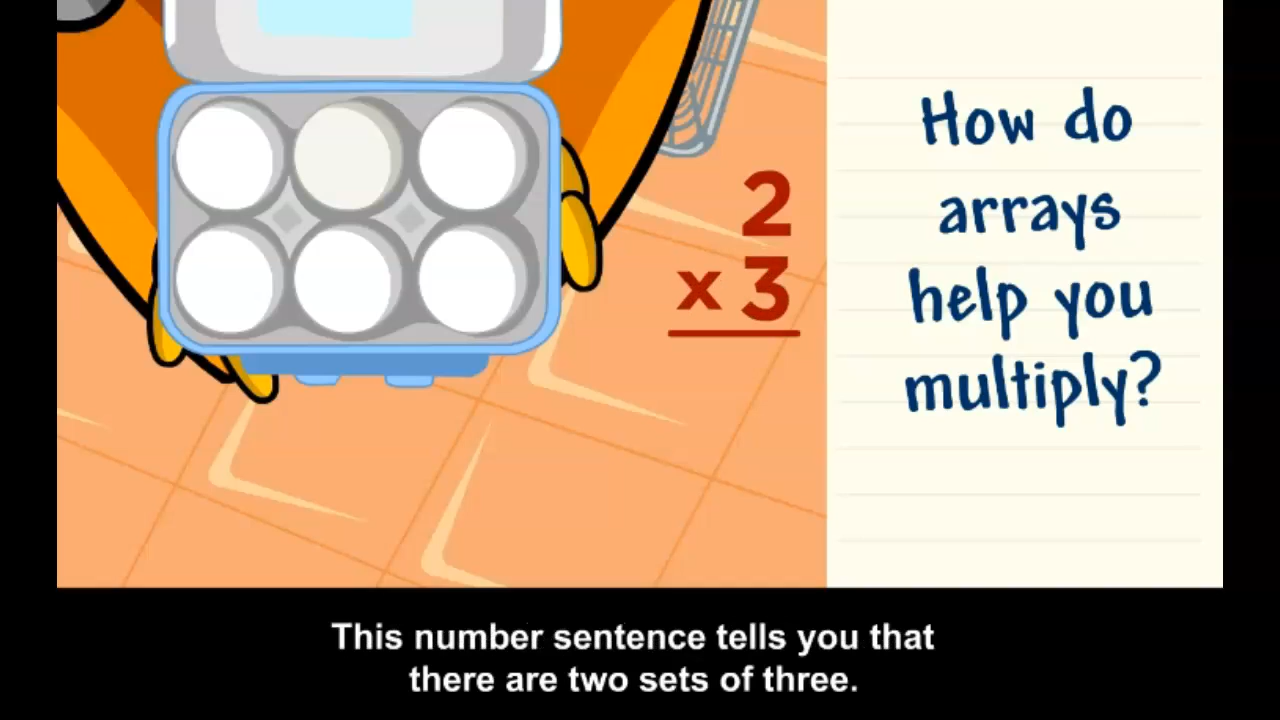 How do
arrays
help you
multiply?
2
x 3
This number sentence tells you that
there are two sets of three.